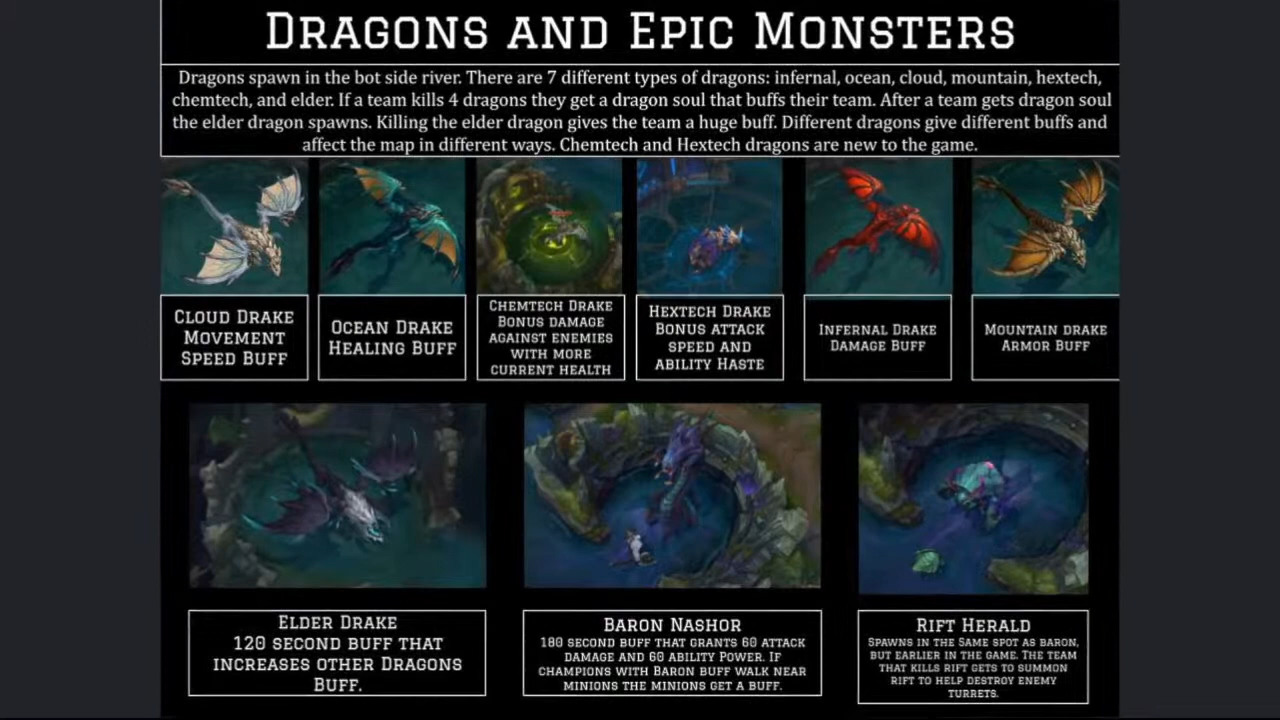 Dragons and Epic Monsters
Dragons spawn in the bot side river. There are 7 different types of dragons: infernal, ocean, cloud, mountain, hextech,
chemtech, and elder. If a team kills 4 dragons they get a dragon soul that buffs their team. After a team gets dragon soul
the elder dragon spawns. Killing the elder dragon gives the team a huge buff. Different dragons give different buffs and
affect the map in different ways. Chemtech and Hextech dragons are new to the game.
Cloud Drake
Movement
Speed Buff
Ocean Drake
Healing Buff
Chemtech Drake
Bonus damage
against enemies
with more
current health
Hextech Drake
Bonus attack
speed and
ability Haste
Infernal Drake
Damage Buff
Mountain drake
Armor Buff
Elder Drake
120 second buff that
increases other Dragons
Buff.
Baron Nashor
180 second buff that grants 60 attack
damage and 60 Ability Power. If
champions with Baron buff walk near
minions the minions get a buff.
Rift Herald
Spawns in the Same spot as Baron,
but earlier in the game. The team
that kills Rift gets to summon
Rift to help destroy enemy
turrets.